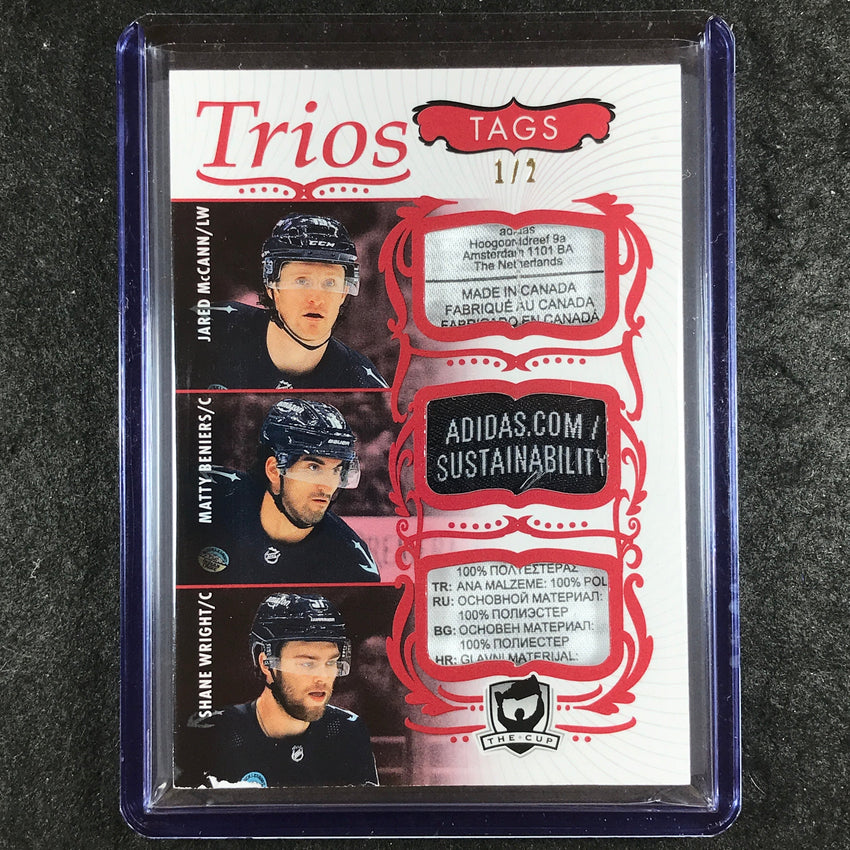 Trios
TAGS
1/2
JARED McCANN/LW
CCM
adidas
Hoogoorddreef 9a
Amsterdam 1101 BA
The Netherlands
MADE IN CANADA
FABRIQUÉ AU CANADA
FABRICADO EN CANADÁ
MATTY BENIERS/C
BAUER
ADIDAS.COM /
SUSTAINABILITY
SHANE WRIGHT/C
100% ΠΟΛΥΕΣΤΕΡΑΣ
TR: ANA MALZEME: 100% POL
RU: ОСНОВНОЙ МАТЕРИАЛ:
100% ПОЛИЭСТЕР
BG: ОСНОВЕН МАТЕРИАЛ:
100% ПОЛИЕСТЕР
HR: GLAVNI MATERIJAL:
THE CUP